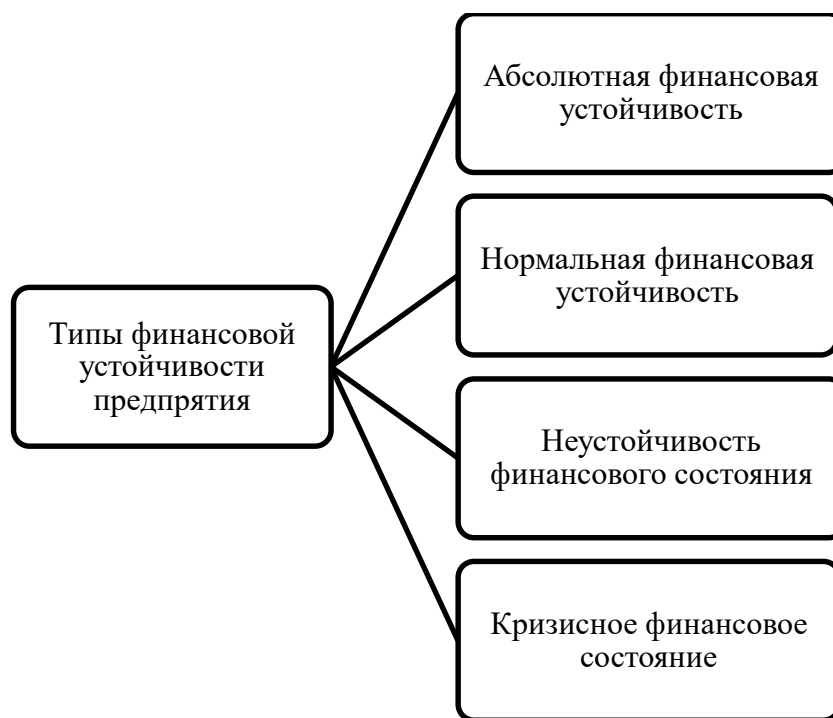 Абсолютная финансовая
устойчивость
Нормальная финансовая
устойчивость
Типы финансовой
устойчивости
предпрятия
Неустойчивость
финансового состояния
Кризисное финансовое
состояние